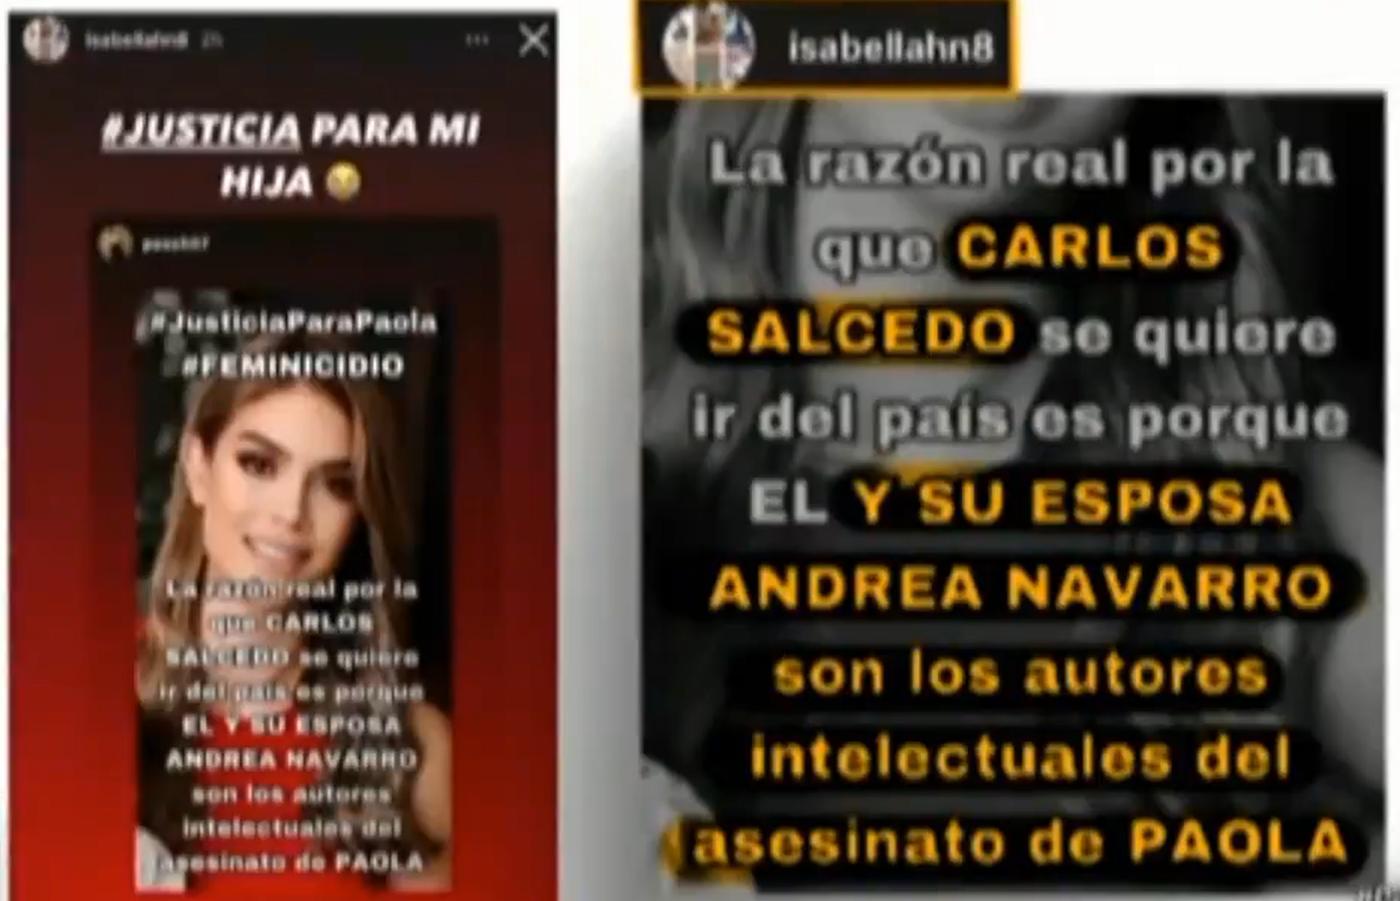 isabellahn8 2h
#JUSTICIA PARA MI
HIJA
#JusticiaParaPaola
#FEMINICIDIO
La razón real por la
que CARLOS
SALCEDO se quiere
ir del país es porque
EL Y SU ESPOSA
ANDREA NAVARRO
son los autores
intelectuales del
asesinato de PAOLA
isabellahn8
La razón real por la
que CARLOS
SALCEDO se quiere
ir del país es porque
EL Y SU ESPOSA
ANDREA NAVARRO
son los autores
intelectuales del
asesinato de PAOLA